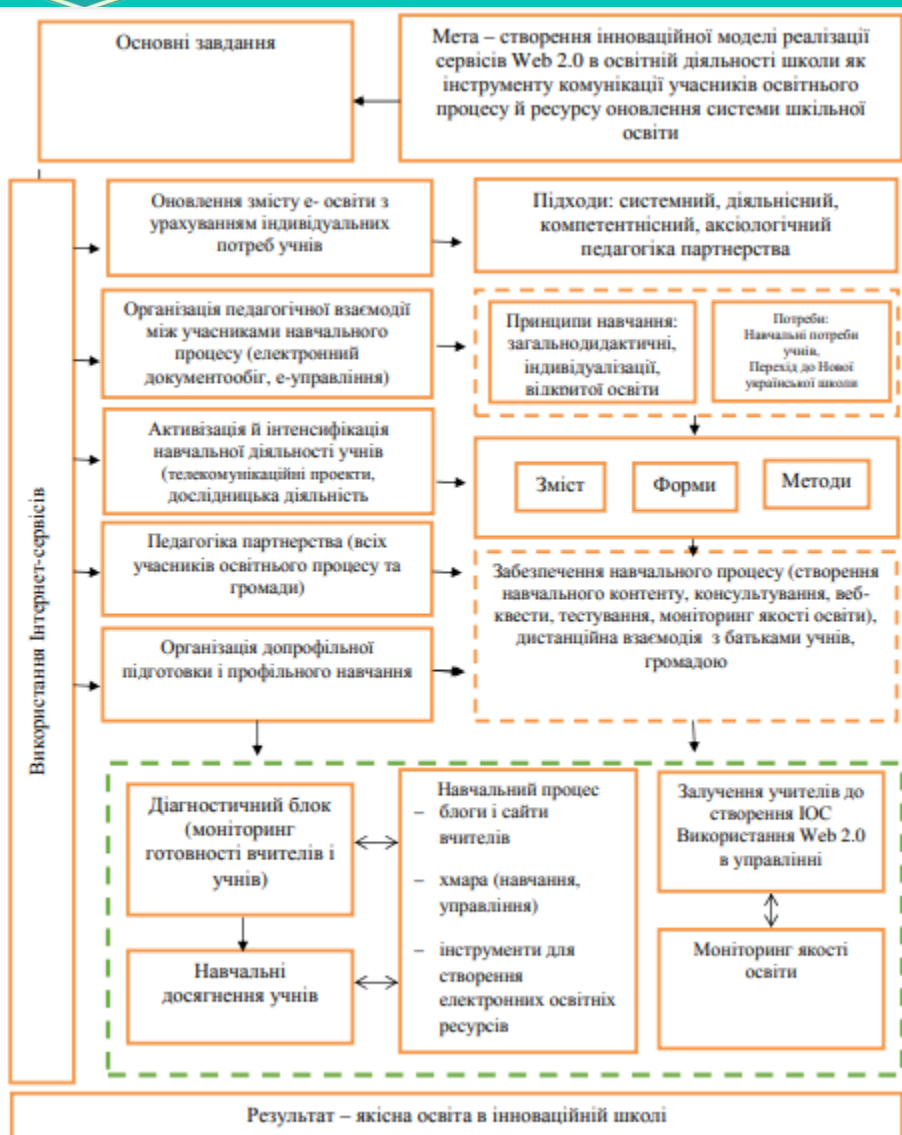 Основні завдання
Мета – створення інноваційної моделі реалізації
сервісів Web 2.0 в освітній діяльності школи як
інструменту комунікації учасників освітнього
процесу й ресурсу оновлення системи шкільної
освіти
Використання Інтернет-сервісів
Оновлення змісту е- освіти з
урахуванням індивідуальних
потреб учнів
Підходи: системний, діяльнісний,
компетентнісний, аксіологічний
педагогіка партнерства
Організація педагогічної взаємодії
між учасниками навчального
процесу (електронний
документообіг, е-управління)
Принципи навчання:
загальнодидактичні,
індивідуалізації,
відкритої освіти
Потреби:
Навчальні потреби
учнів,
Перехід до Нової
української школи
Активізація й інтенсифікація
навчальної діяльності учнів
(телекомунікаційні проекти,
дослідницька діяльність
Зміст
Форми
Методи
Педагогіка партнерства (всіх
учасників освітнього процесу та
громади)
Забезпечення навчального процесу (створення
навчального контенту, консультування, веб-
квести, тестування, моніторинг якості освіти),
дистанційна взаємодія з батьками учнів,
громадою
Організація допрофільної
підготовки і профільного навчання
Діагностичний блок
(моніторинг
готовності вчителів і
учнів)
Навчальні
досягнення учнів
Навчальний процес
– блоги і сайти
вчителів
– хмара (навчання,
управління)
– інструменти для
створення
електронних освітніх
ресурсів
Залучення учителів до
створення ІОС
Використання Web 2.0
в управлінні
Моніторинг якості
освіти
Результат – якісна освіта в інноваційній школі